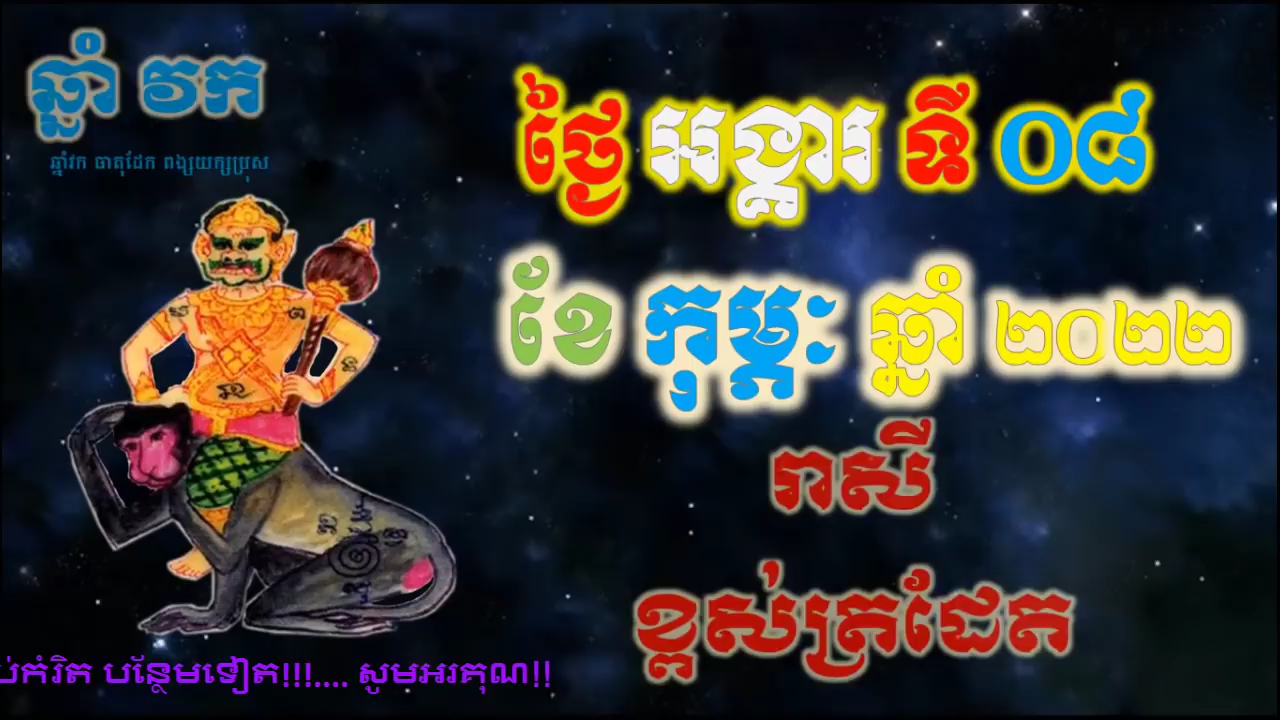 ឆ្នាំ វក
ឆ្នាំវក ធាតុដែក ពង្សយក្សប្រុស
ថ្ងៃ អង្គារ ទី ០៨
ខែ កុម្ភៈ ឆ្នាំ ២០២២
រាសី
ខ្ពស់ត្រដែត
បន្ថែមទៀត!!!.... សូមអរគុណ!!